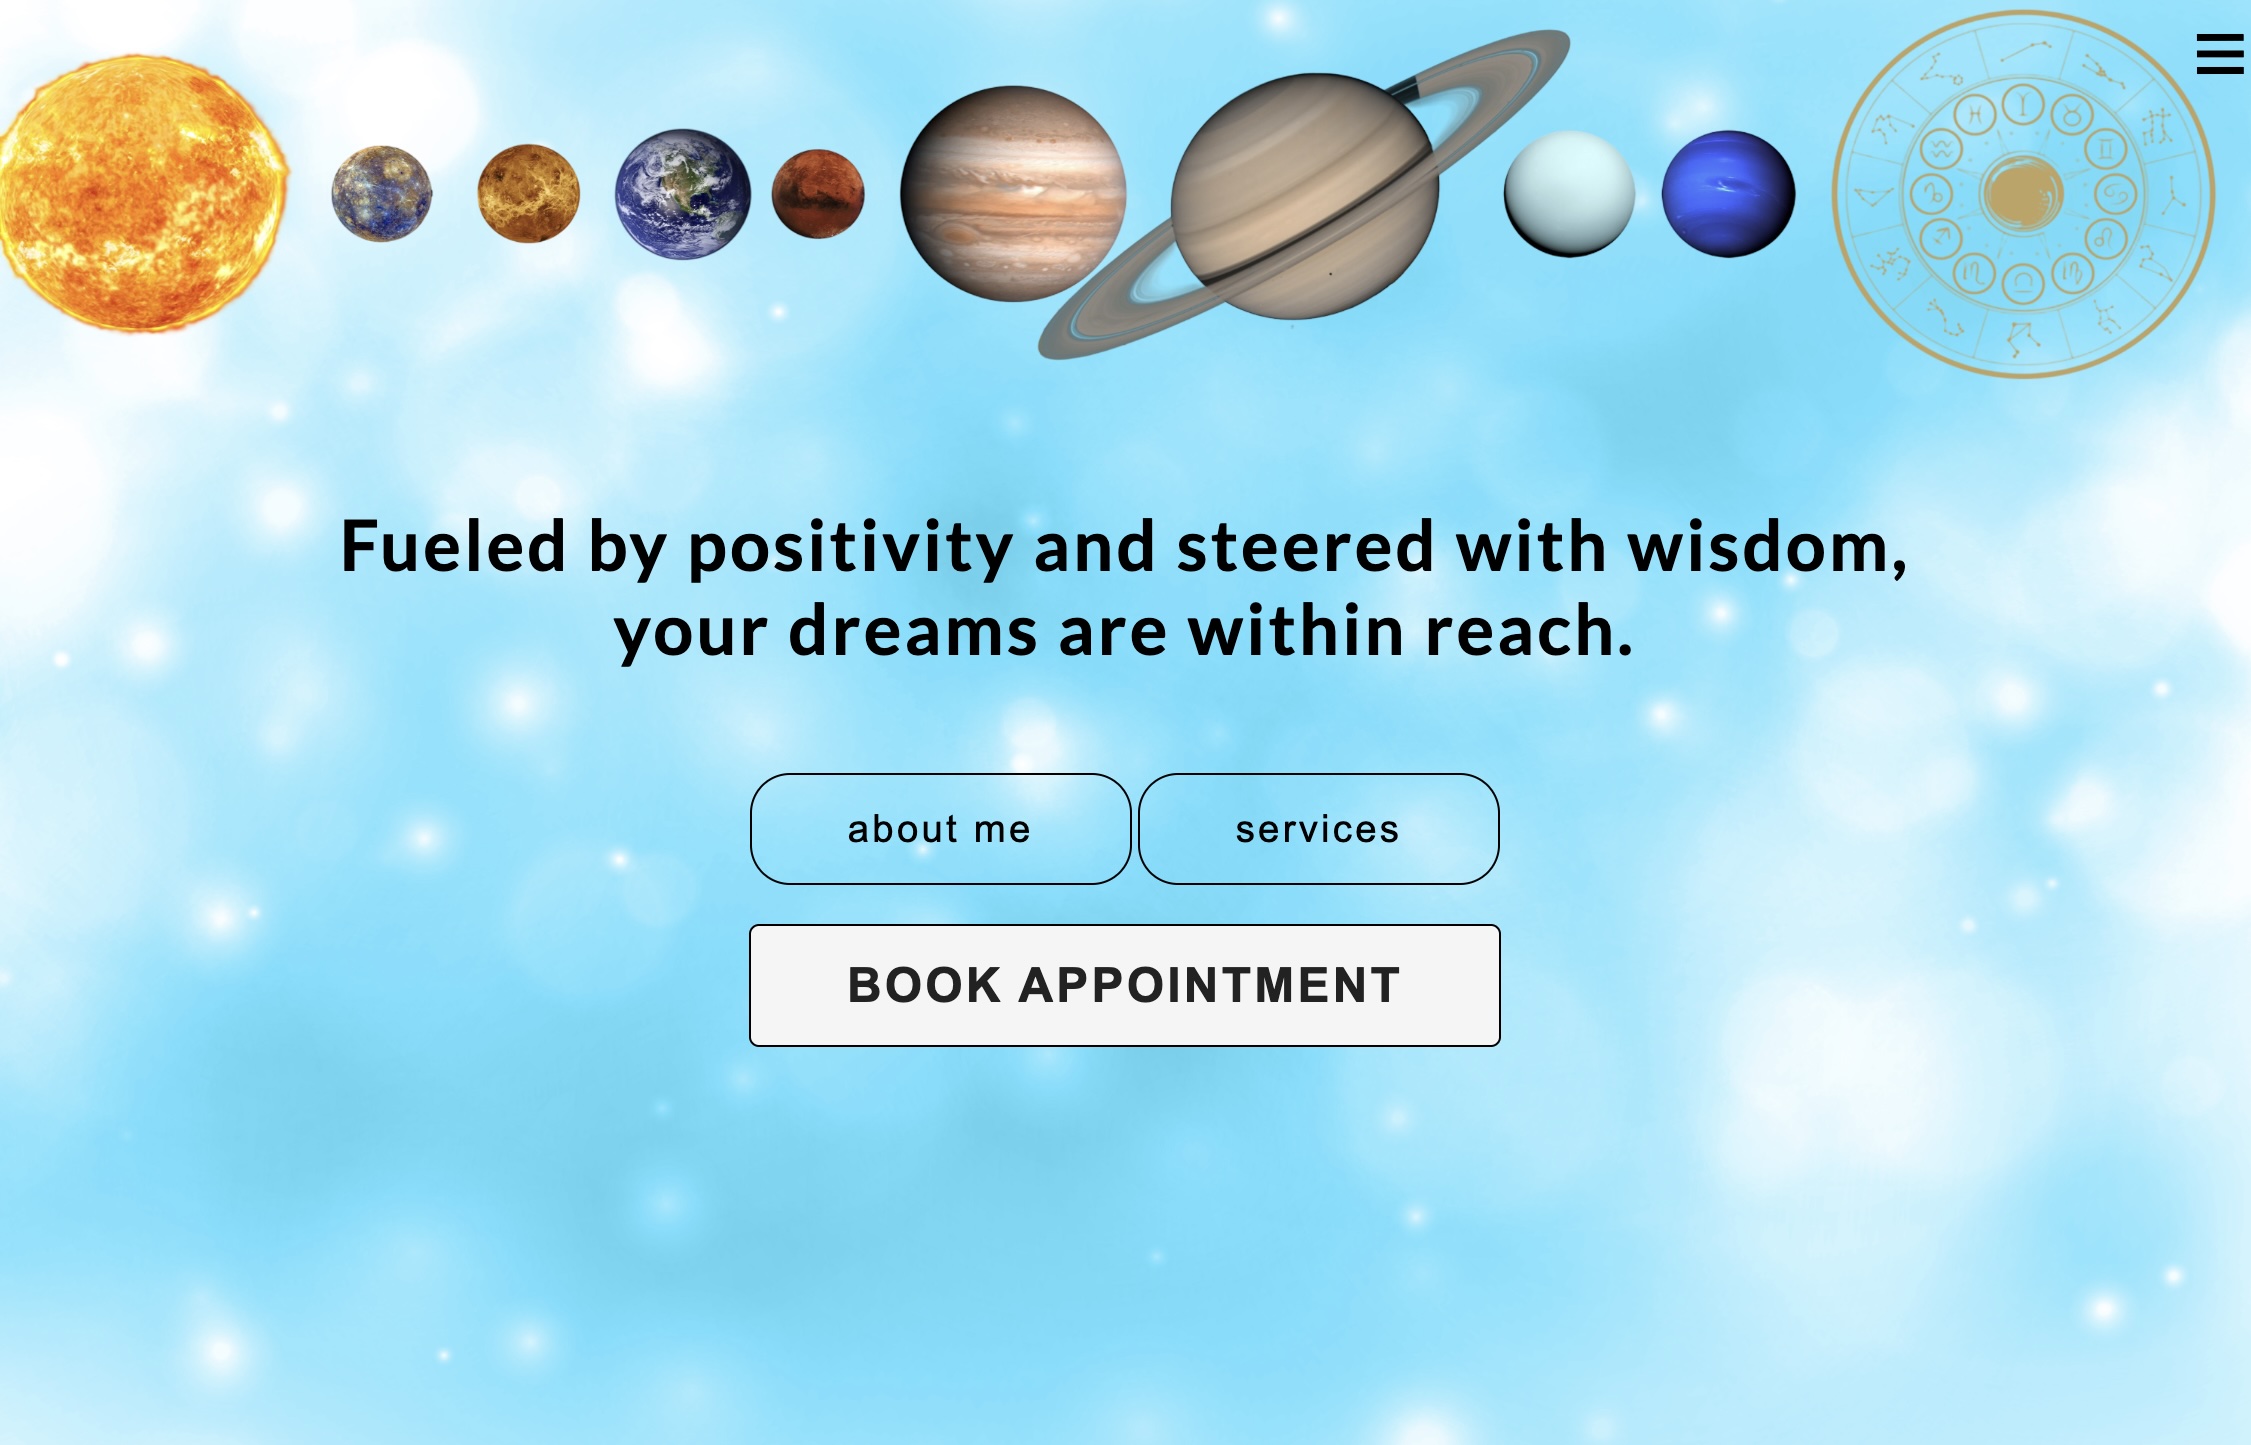 Fueled by positivity and steered with wisdom,
your dreams are within reach.
about me
services
BOOK APPOINTMENT